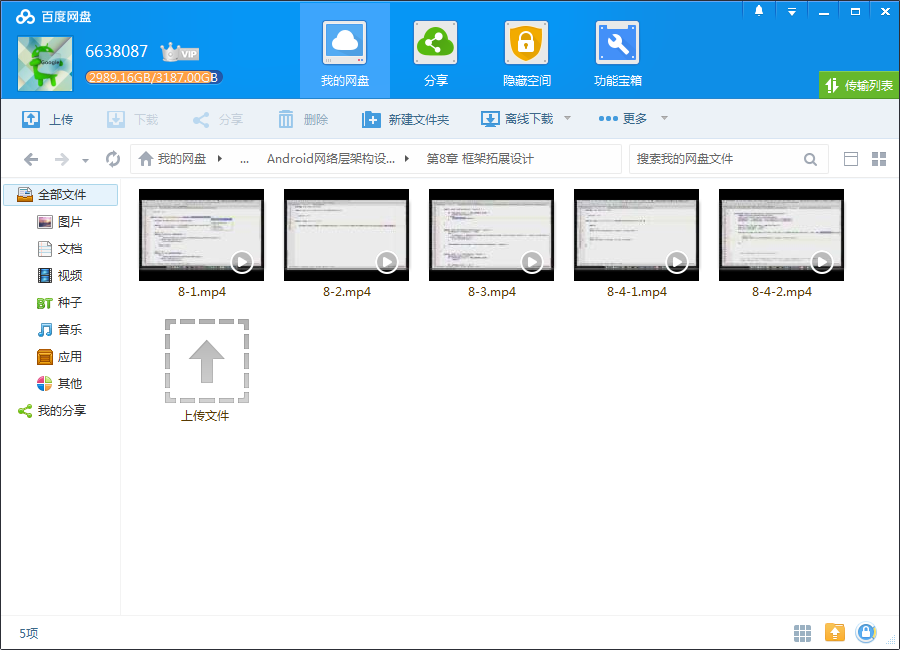 百度网盘
6638087
VIP
2989.16GB/3187.00GB
我的网盘
分享
隐藏空间
功能宝箱
传输列表
上传
下载
分享
删除
新建文件夹
离线下载
更多
我的网盘 ... Android网络层架构设... 第8章 框架拓展设计
搜索我的网盘文件
全部文件
图片
文档
视频
BT 种子
音乐
应用
其他
我的分享
8-1.mp4
8-2.mp4
8-3.mp4
8-4-1.mp4
8-4-2.mp4
上传文件
5项